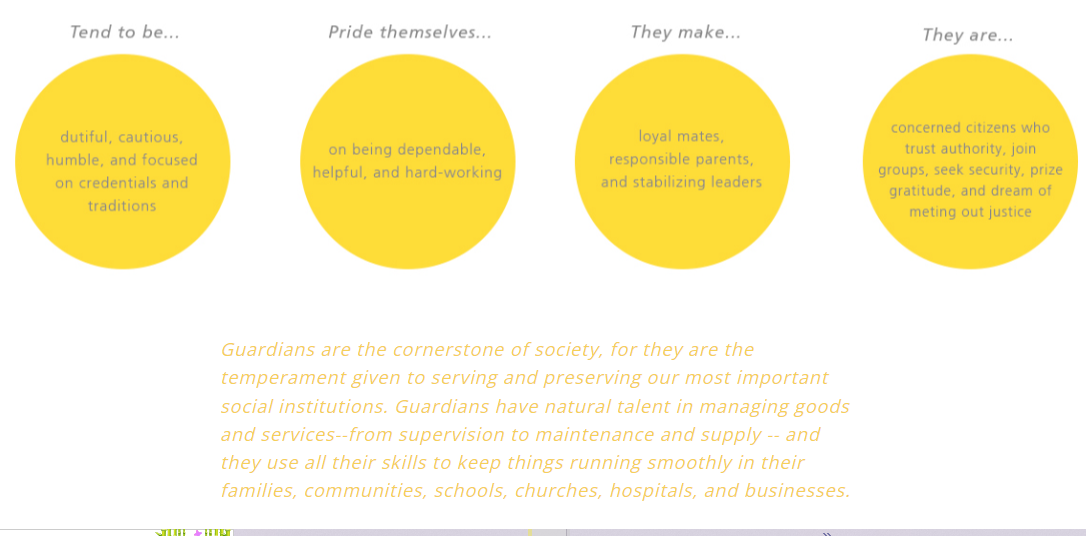 Tend to be...
dutiful, cautious,
humble, and focused
on credentials and
traditions
Pride themselves...
on being dependable,
helpful, and hard-working
They make...
loyal mates,
responsible parents,
and stabilizing leaders
They are...
concerned citizens who
trust authority, join
groups, seek security, prize
gratitude, and dream of
meting out justice
Guardians are the cornerstone of society, for they are the
temperament given to serving and preserving our most important
social institutions. Guardians have natural talent in managing goods
and services--from supervision to maintenance and supply -- and
they use all their skills to keep things running smoothly in their
families, communities, schools, churches, hospitals, and businesses.